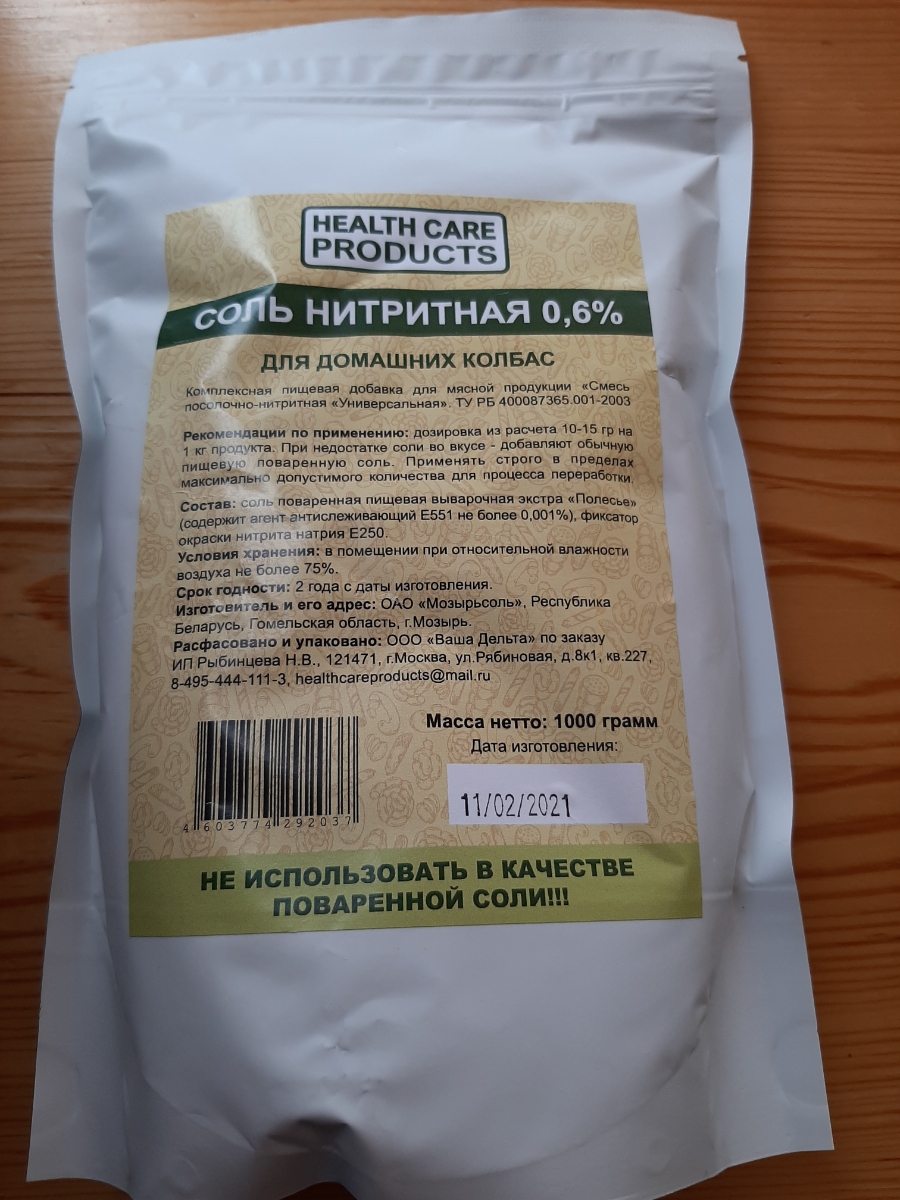 HEALTH CARE
PRODUCTS
СОЛЬ НИТРИТНАЯ 0,6%
ДЛЯ ДОМАШНИХ КОЛБАС
Комплексная пищевая добавка для мясной продукции «Смесь
посолочно-нитритная «Универсальная». ТУ РБ 400087365.001-2003
Рекомендации по применению: дозировка из расчета 10-15 гр на
1 кг продукта. При недостатке соли во вкусе - добавляют обычную
пищевую поваренную соль. Применять строго в пределах
максимально допустимого количества для процесса переработки.
Состав: соль поваренная пищевая выварочная экстра «Полесье»
(содержит агент антислеживающий Е551 не более 0,001%), фиксатор
окраски нитрита натрия Е250.
Условия хранения: в помещении при относительной влажности
воздуха не более 75%.
Срок годности: 2 года с даты изготовления.
Изготовитель и его адрес: ОАО «Мозырьсоль», Республика
Беларусь, Гомельская область, г.Мозырь.
Расфасовано и упаковано: ООО «Ваша Дельта» по заказу
ИП Рыбинцева Н.В., 121471, г.Москва, ул.Рябиновая, д.8к1, кв.227,
8-495-444-111-3, healthcareproducts@mail.ru
Масса нетто: 1000 грамм
Дата изготовления:
11/02/2021
4 603774 292037
НЕ ИСПОЛЬЗОВАТЬ В КАЧЕСТВЕ
ПОВАРЕННОЙ СОЛИ!!!